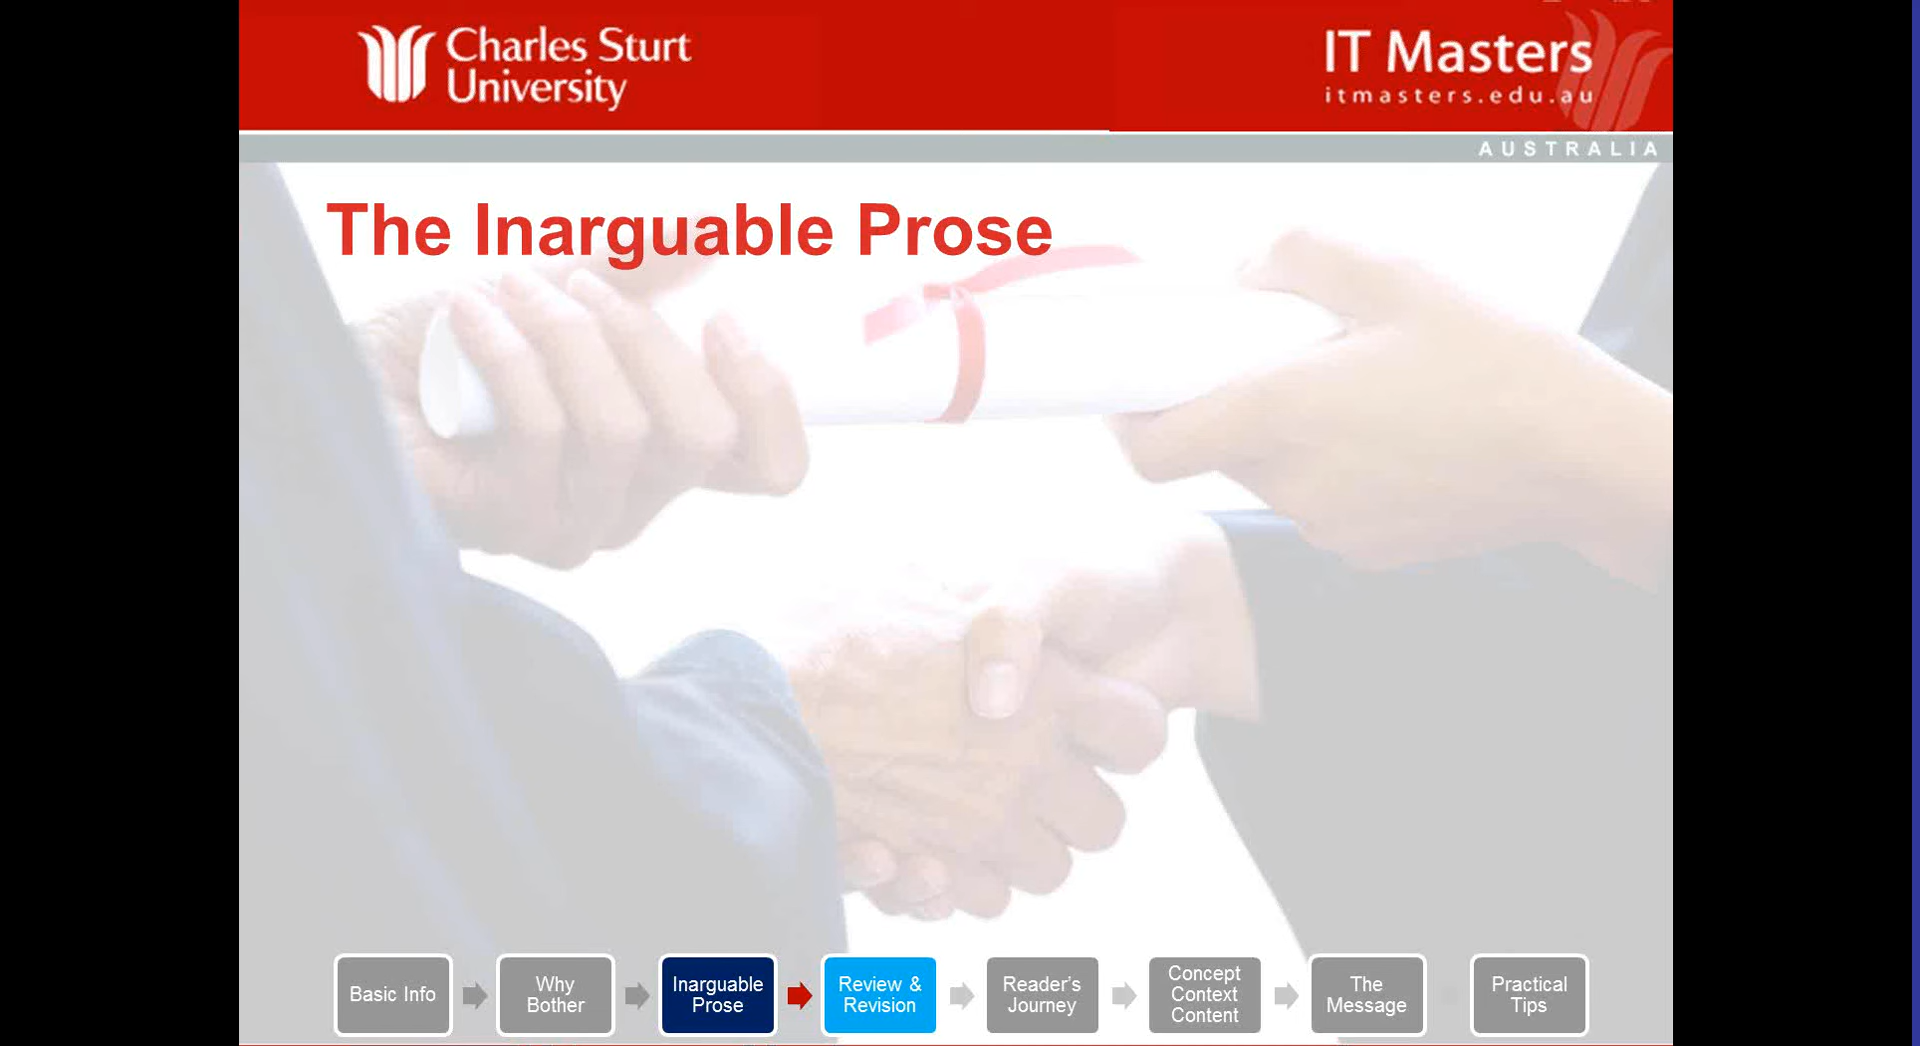 Charles Sturt
University
IT Masters
itmasters.edu.au
AUSTRALIA
The Inarguable Prose
Basic Info
Why
Bother
Inarguable
Prose
Review &
Revision
Reader's
Journey
Concept
Context
Content
The
Message
Practical
Tips